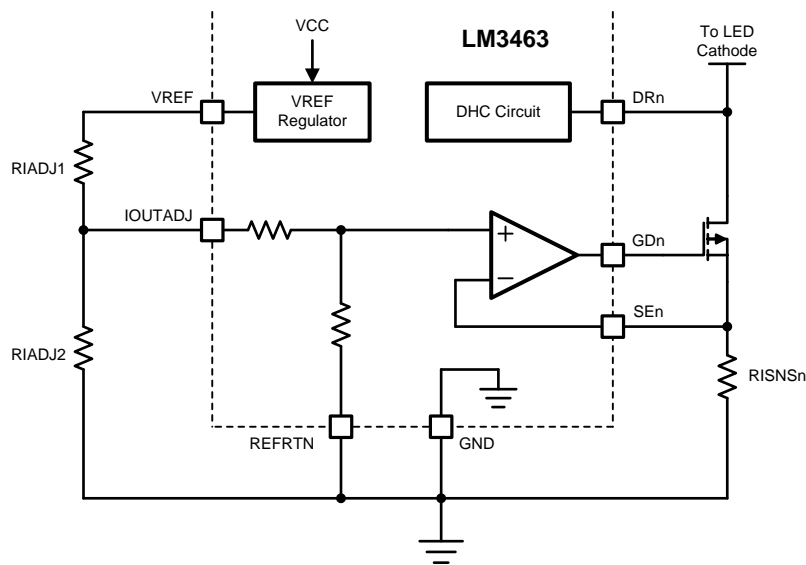 VCC
LM3463
To LED
Cathode
VREF
VREF
Regulator
DHC Circuit
DRn
RIADJ1
IOUTADJ
+
GDn
−
SEn
RIADJ2
RISNSn
REFRTN
GND